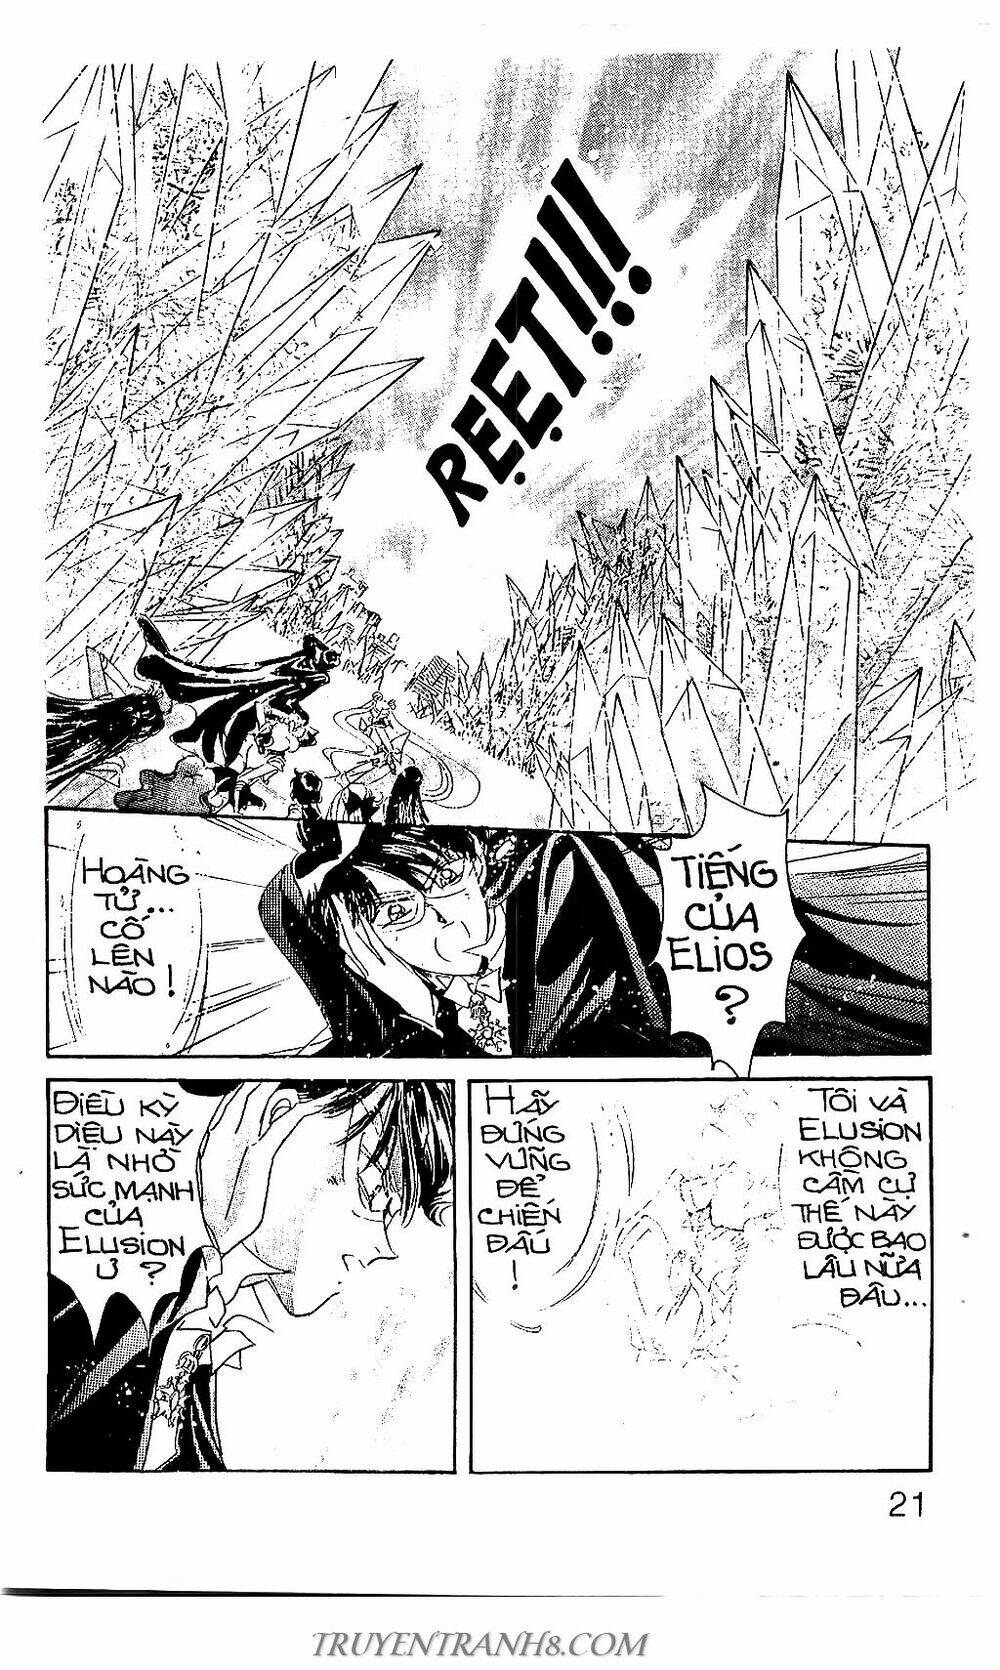 RẸẸT!!!
TIẾNG
CỦA
ELIOS
?
HOÀNG
TỬ...
CỐ
LÊN
NÀO !
TÔI VÀ
ELUSION
KHÔNG
CẦM CỰ
THẾ NÀY
ĐƯỢC BAO
LÂU NỮA
ĐÂU...
HÃY
ĐỨNG
VỮNG
ĐỂ
CHIẾN
ĐẤU
!
ĐIỀU KỲ
DIỆU NÀY
LÀ NHỜ
SỨC MẠNH
CỦA
ELUSION
Ư ?
21
TRUYENTRANH8.COM